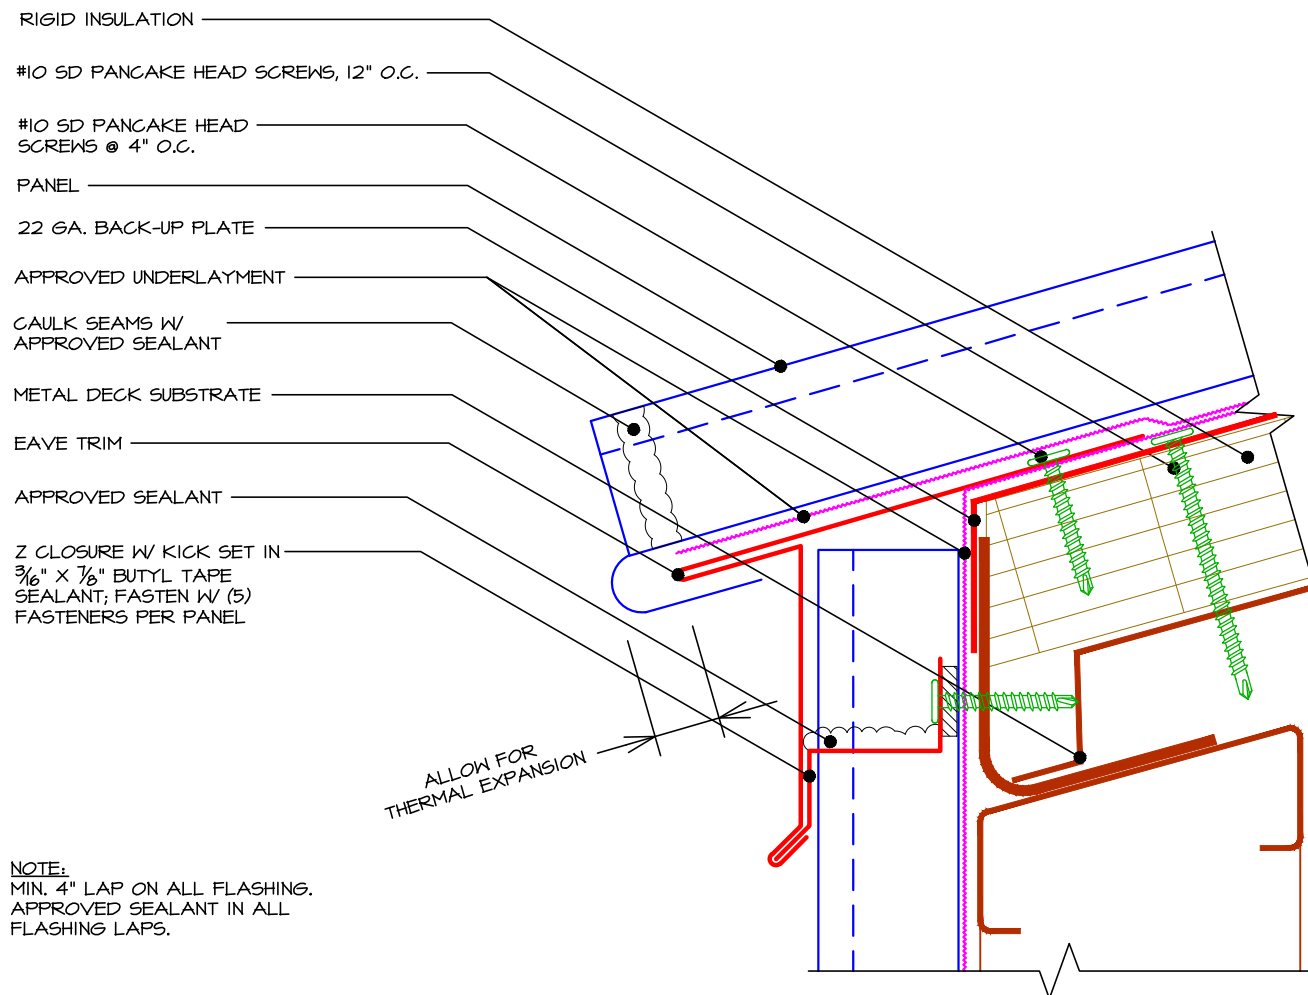 RIGID INSULATION
#10 SD PANCAKE HEAD SCREWS, 12" O.C.
#10 SD PANCAKE HEAD
SCREWS @ 4" O.C.
PANEL
22 GA. BACK-UP PLATE
APPROVED UNDERLAYMENT
CAULK SEAMS W/
APPROVED SEALANT
METAL DECK SUBSTRATE
EAVE TRIM
APPROVED SEALANT
Z CLOSURE W/ KICK SET IN
3/16" X 7/8" BUTYL TAPE
SEALANT; FASTEN W/ (5)
FASTENERS PER PANEL
ALLOW FOR
THERMAL EXPANSION
NOTE:
MIN. 4" LAP ON ALL FLASHING.
APPROVED SEALANT IN ALL
FLASHING LAPS.